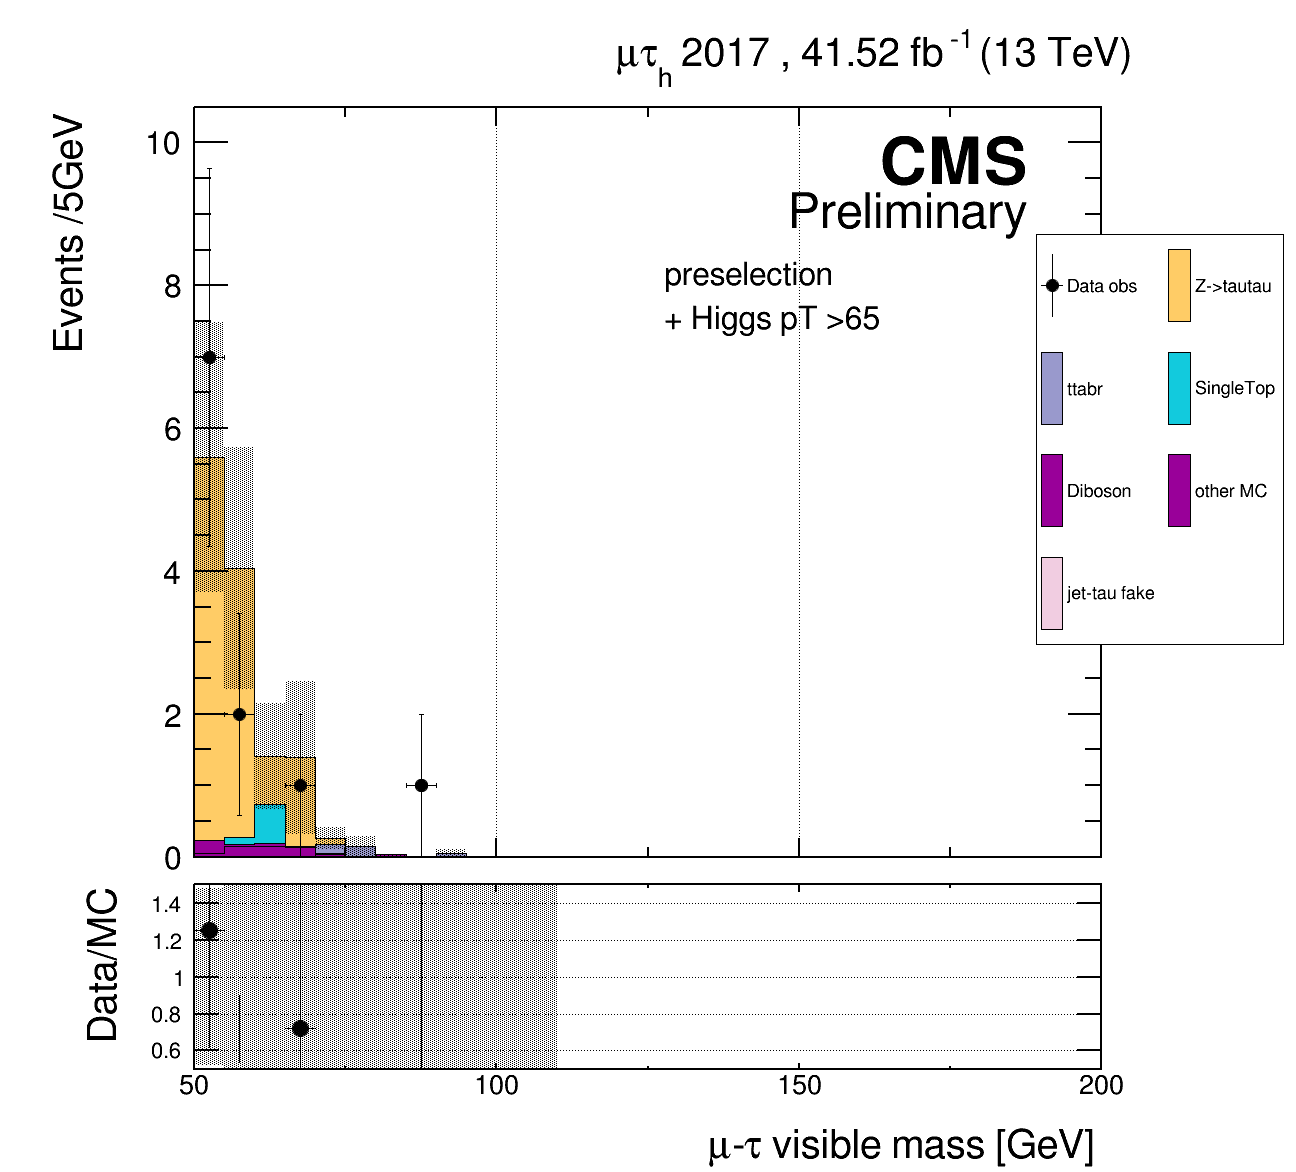 μτh 2017 , 41.52 fb-1 (13 TeV)
Events /5GeV
10
8
6
4
2
0
CMS
Preliminary
preselection
+ Higgs pT >65
Data obs
Z->tautau
ttabr
SingleTop
Diboson
other MC
jet-tau fake
Data/MC
1.4
1.2
1
0.8
0.6
50 100 150 200
μ-τ visible mass [GeV]